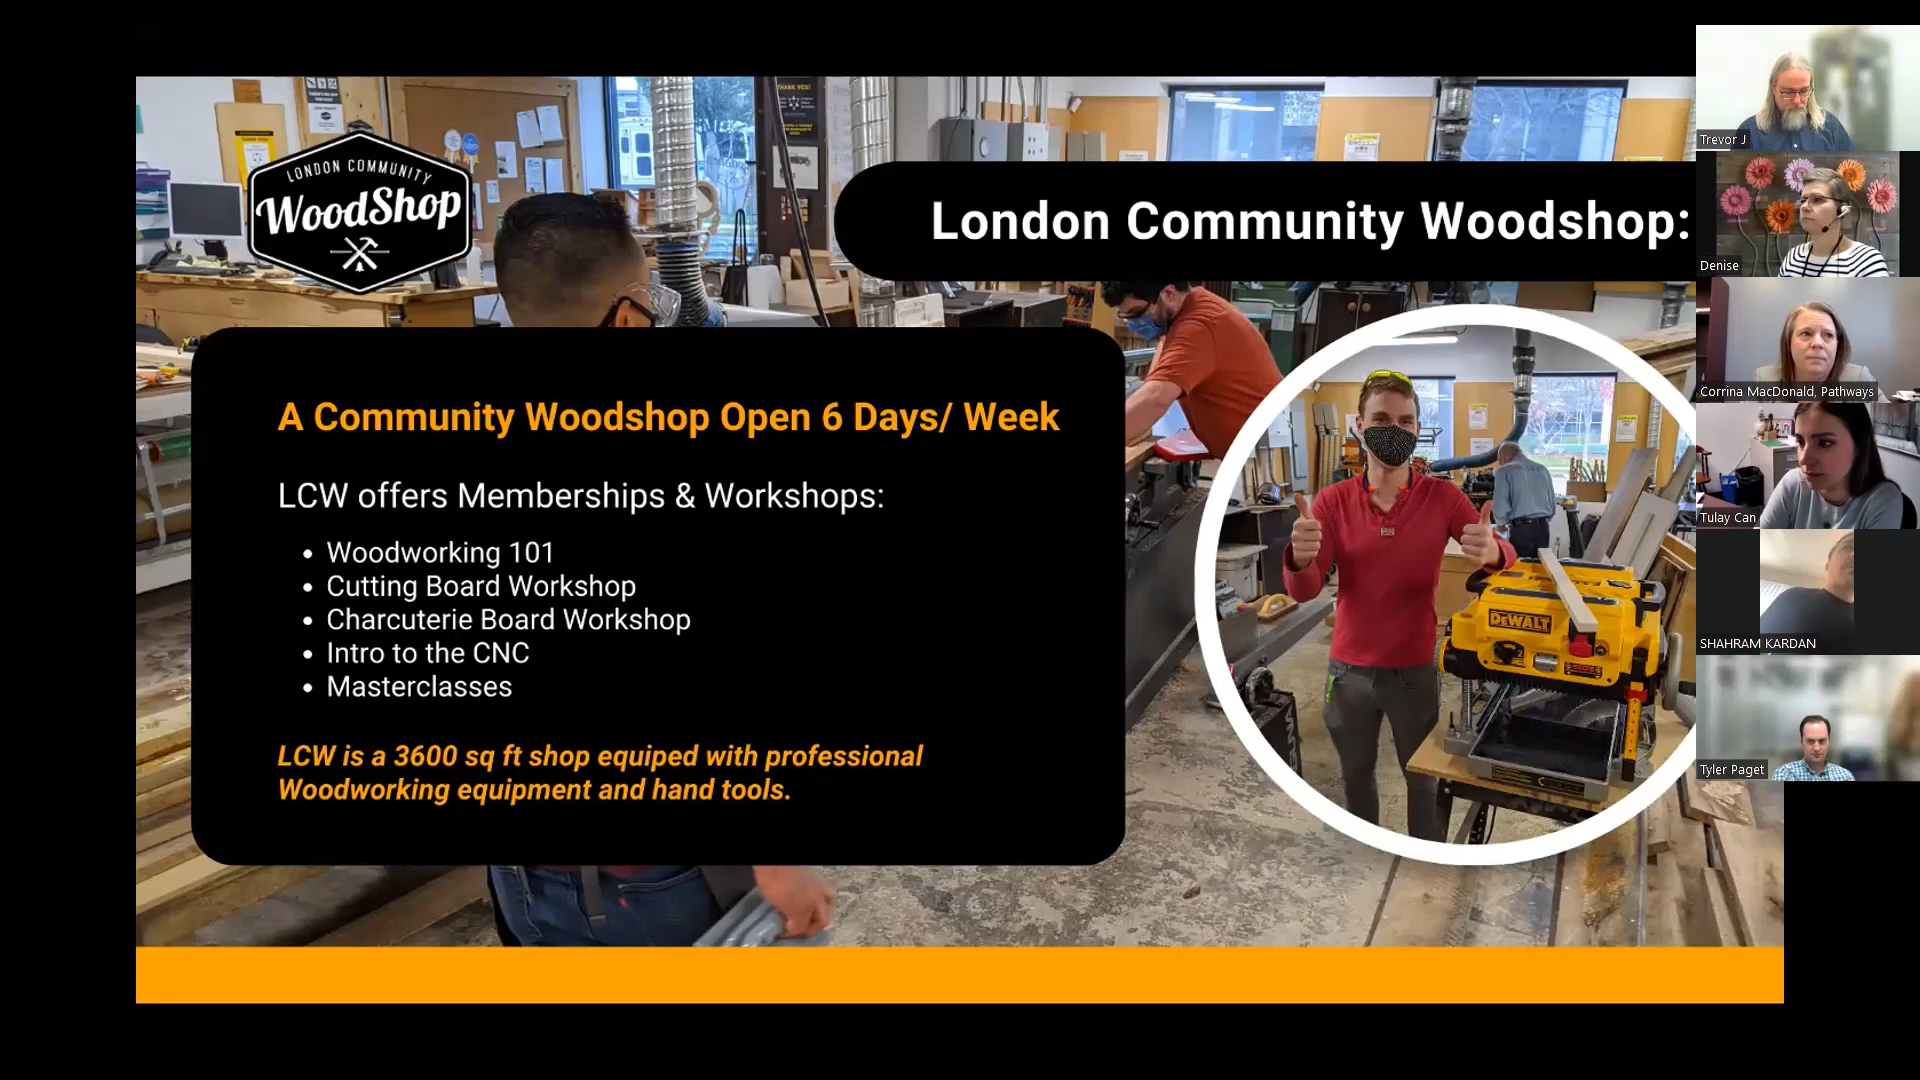 LONDON COMMUNITY
WoodShop
THANK YOU!
London Community Woodshop:
A Community Woodshop Open 6 Days/ Week
LCW offers Memberships & Workshops:
• Woodworking 101
• Cutting Board Workshop
• Charcuterie Board Workshop
• Intro to the CNC
• Masterclasses
LCW is a 3600 sq ft shop equiped with professional
Woodworking equipment and hand tools.
DEWALT
Trevor J
Denise
Corrina MacDonald, Pathways
Tulay Can
SHAHRAM KARDAN
Tyler Paget